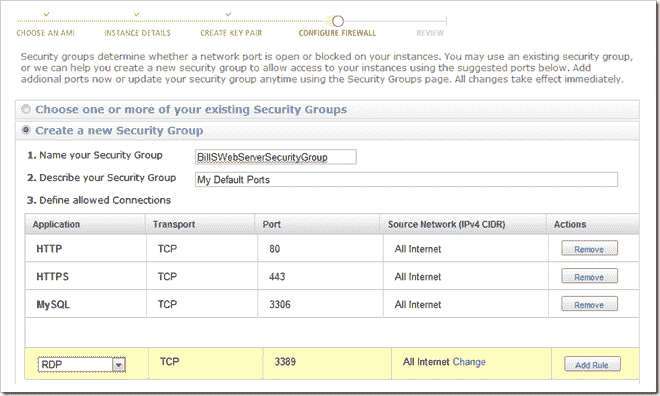 CHOOSE AN AMI INSTANCE DETAILS CREATE KEY PAIR CONFIGURE FIREWALL REVIEW
Security groups determine whether a network port is open or blocked on your instances. You may use an existing security group,
or we can help you create a new security group to allow access to your instances using the suggested ports below. Add
addional ports now or update your security group anytime using the Security Groups page. All changes take effect immediately.
Choose one or more of your existing Security Groups
Create a new Security Group
1. Name your Security Group BillSWebServerSecurityGroup
2. Describe your Security Group My Default Ports
3. Define allowed Connections
Application Transport Port Source Network (IPv4 CIDR) Actions
HTTP TCP 80 All Internet Remove
HTTPS TCP 443 All Internet Remove
MySQL TCP 3306 All Internet Remove
RDP TCP 3389 All Internet Change Add Rule